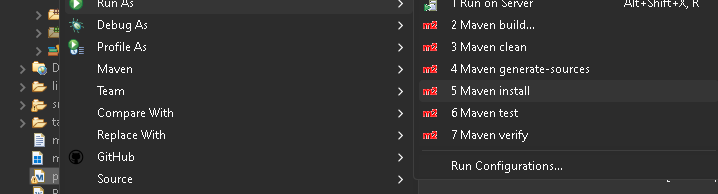 Run As
Debug As
Profile As
Maven
Team
Compare With
Replace With
GitHub
Source
1 Run on Server Alt+Shift+X, R
2 Maven build...
3 Maven clean
4 Maven generate-sources
5 Maven install
6 Maven test
7 Maven verify
Run Configurations...